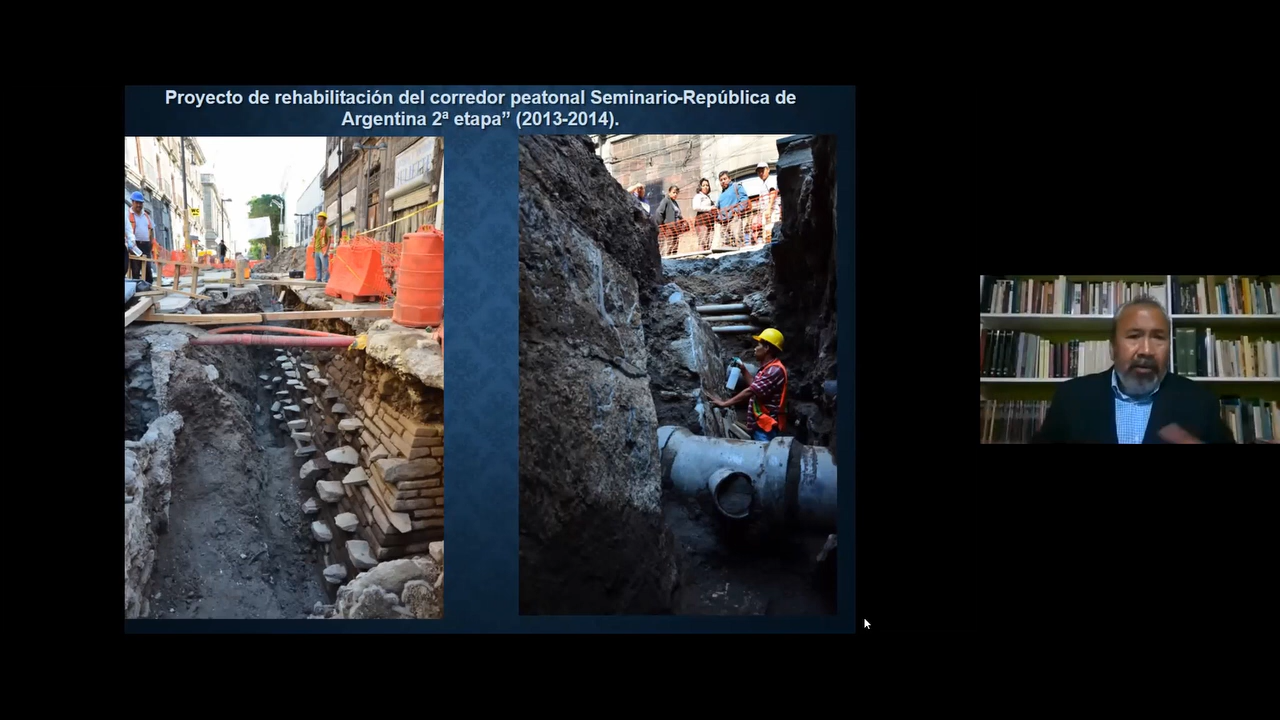 Proyecto de rehabilitación del corredor peatonal Seminario-República de
Argentina 2ª etapa” (2013-2014).